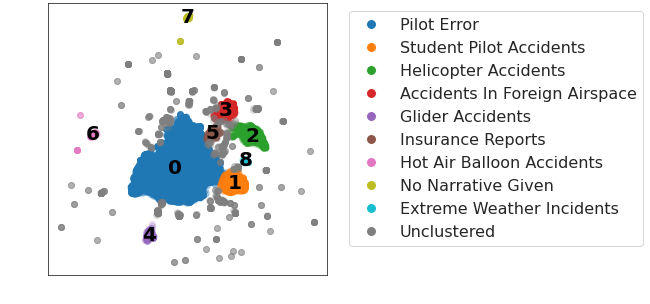 7
3
5
2
6
8
0
1
4
Pilot Error
Student Pilot Accidents
Helicopter Accidents
Accidents In Foreign Airspace
Glider Accidents
Insurance Reports
Hot Air Balloon Accidents
No Narrative Given
Extreme Weather Incidents
Unclustered